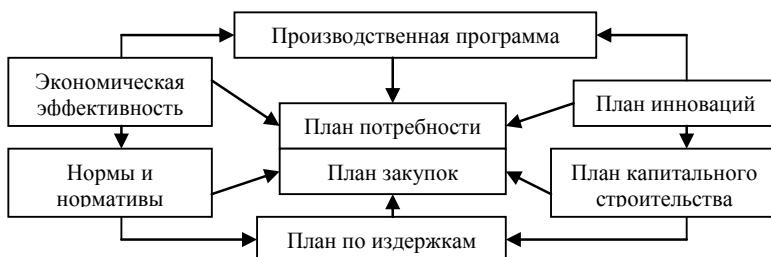 Производственная программа
Экономическая
эффективность
План инноваций
План потребности
Нормы и
нормативы
План закупок
План капитального
строительства
План по издержкам